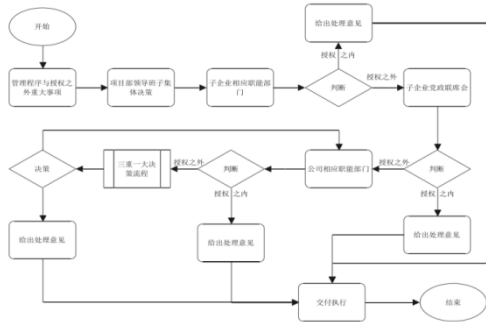 开始
给出处理意见
授权
之内
管理程序与授权之
外重大事项
项目部领导班子集
体决策
子企业相应职能部
门
判断
授权之外
子企业党政联席会
决策
三重一大决
策流程
授权之外
判断
公司相应职能部门
授权之外
判断
授权
之内
授权
之内
给出处理意见
给出处理意见
给出处理意见
交付执行
结束